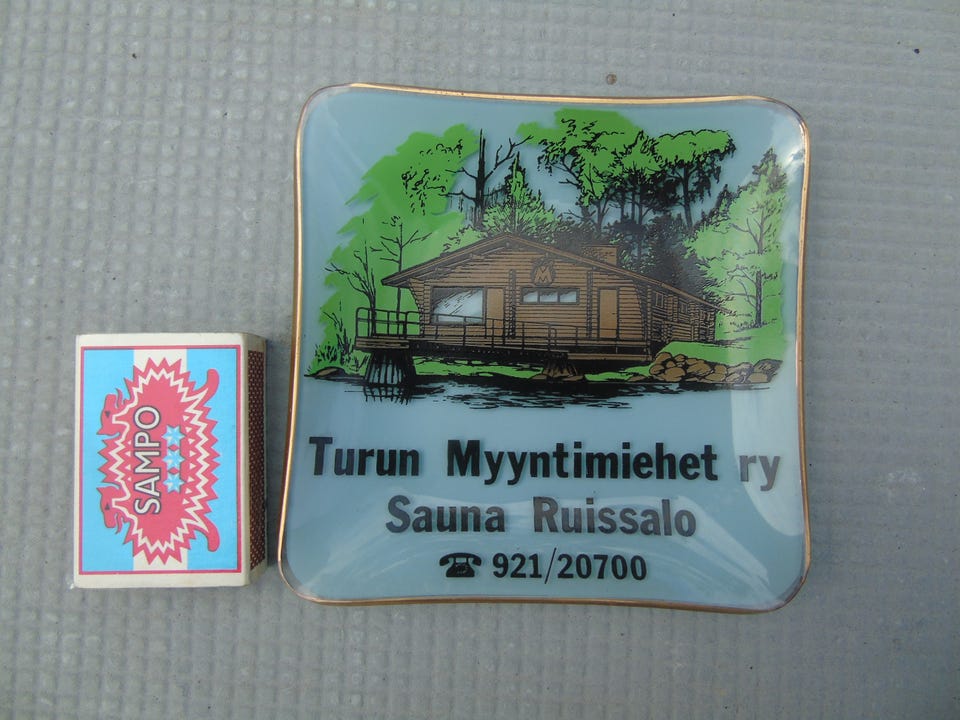 SAMPO
Turun Myyntimiehet ry
Sauna Ruissalo
☎ 921/20700